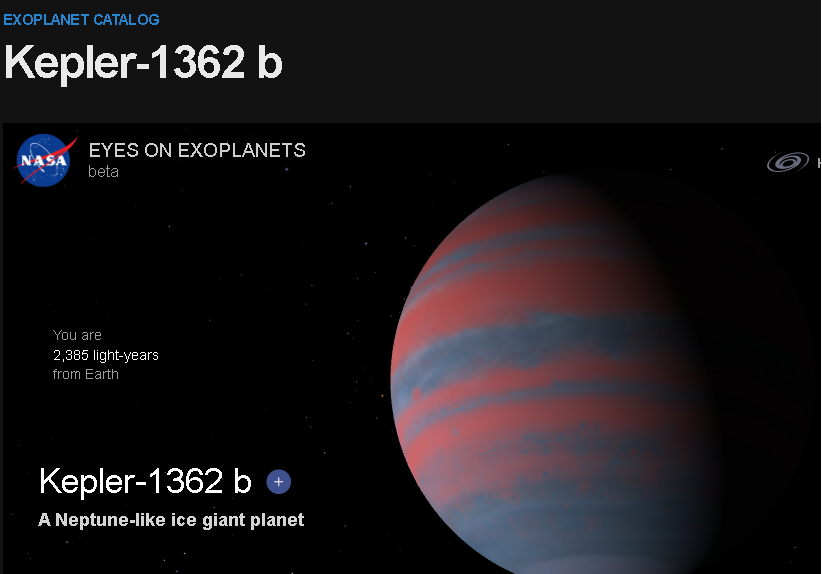 EXOPLANET CATALOG
Kepler-1362 b
NASA
EYES ON EXOPLANETS
beta
You are
2,385 light-years
from Earth
Kepler-1362 b
A Neptune-like ice giant planet